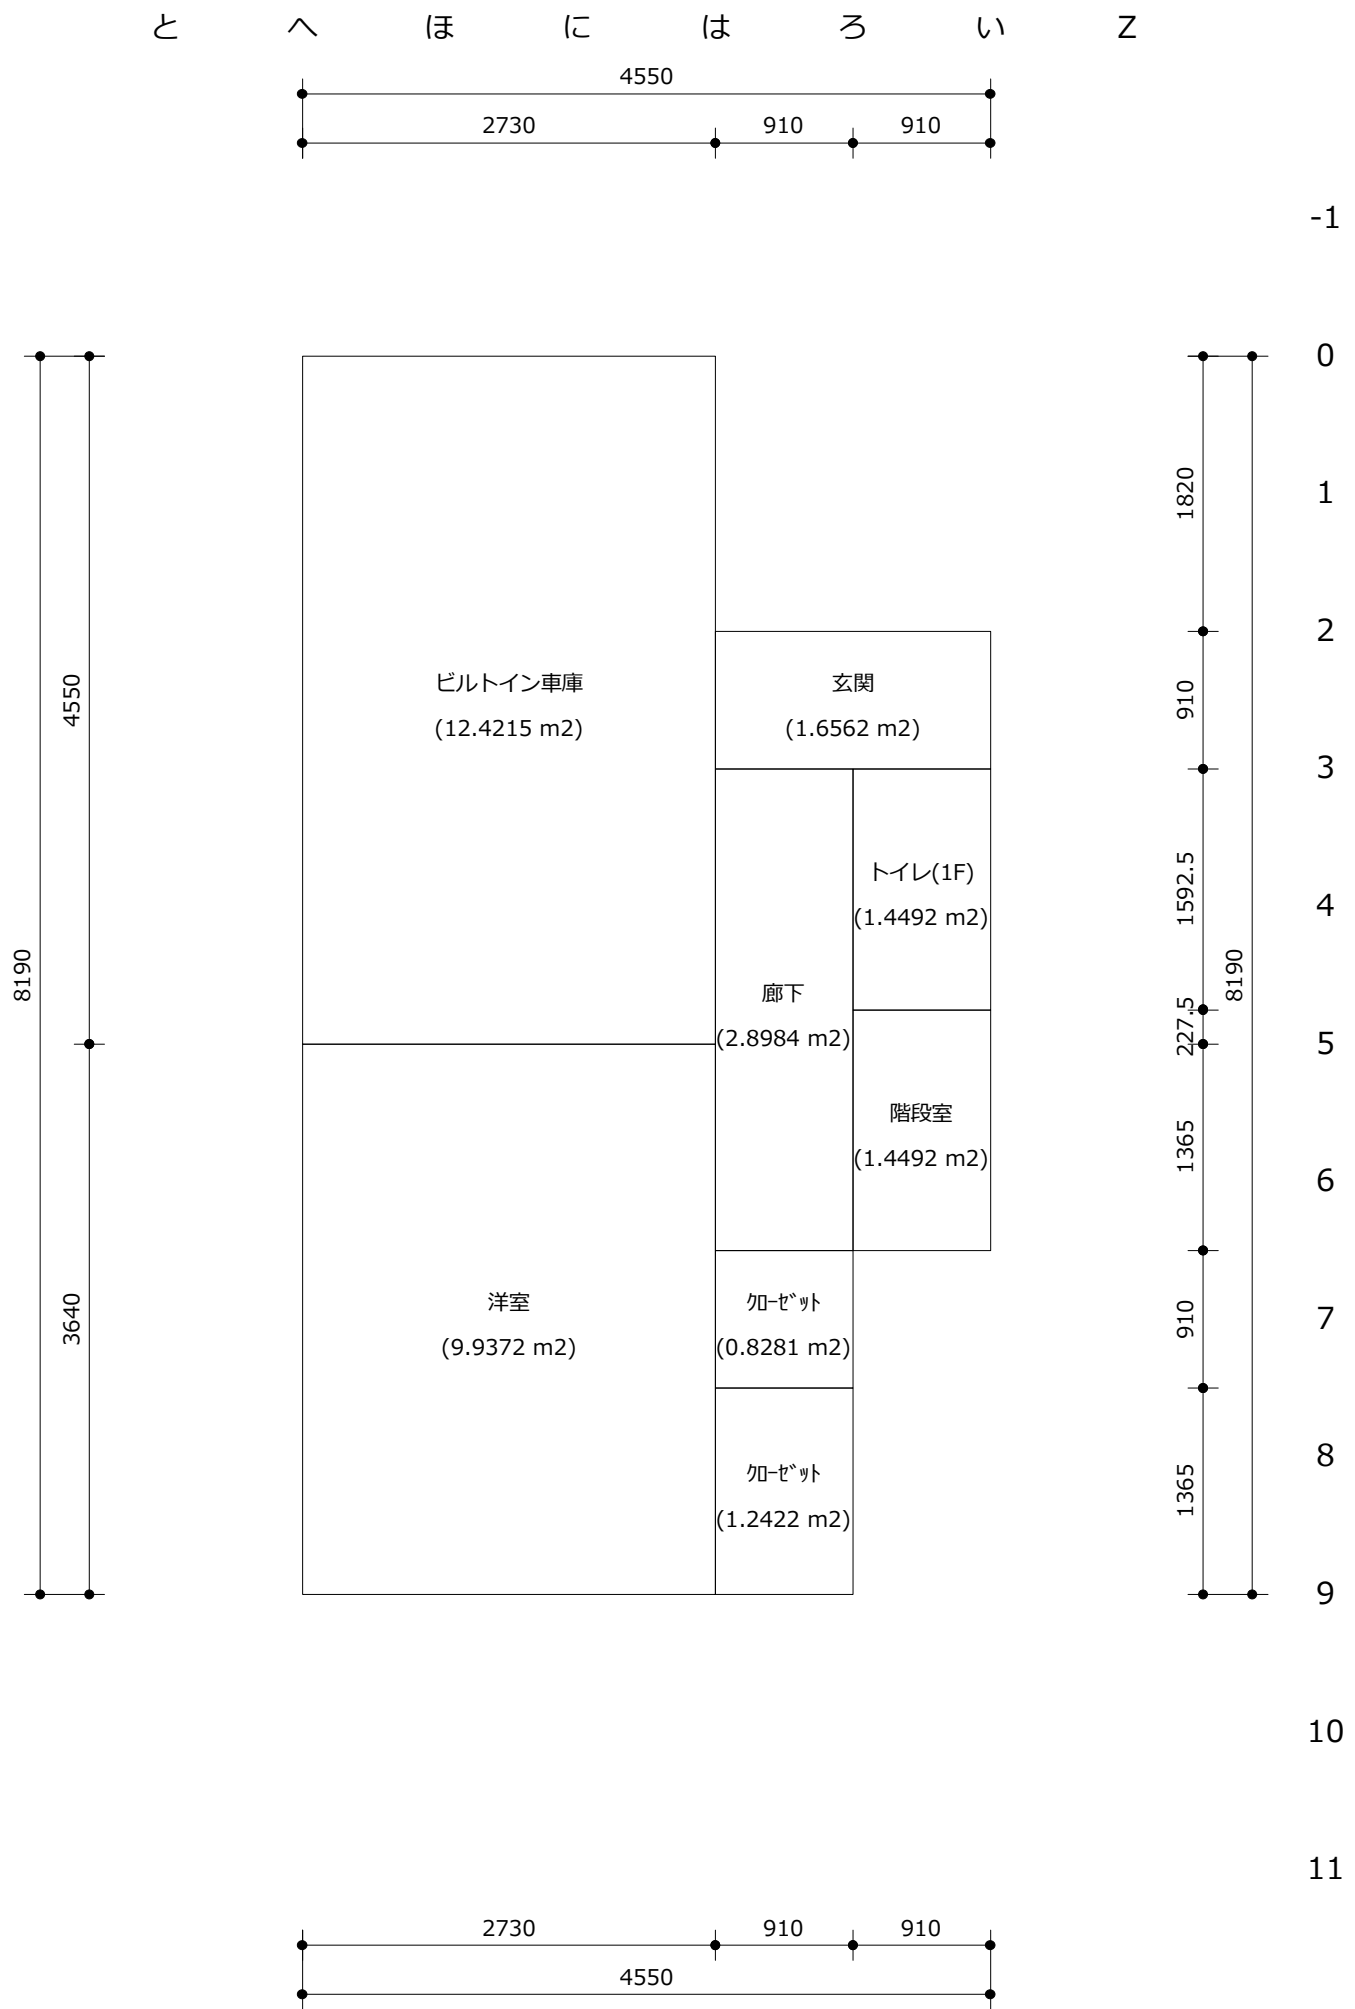 と へ ほ に は ろ い Z
4550
2730 910 910
-1
0
1820
1
2
ビルトイン車庫
(12.4215 m2)
玄関
(1.6562 m2)
4550
910
3
トイレ(1F)
(1.4492 m2)
1592.5
4
8190
廊下
(2.8984 m2)
227.5
8190
5
階段室
(1.4492 m2)
1365
6
洋室
(9.9372 m2)
ｸﾛｰｾﾞｯﾄ
(0.8281 m2)
3640
910
7
ｸﾛｰｾﾞｯﾄ
(1.2422 m2)
1365
8
9
10
11
2730 910 910
4550